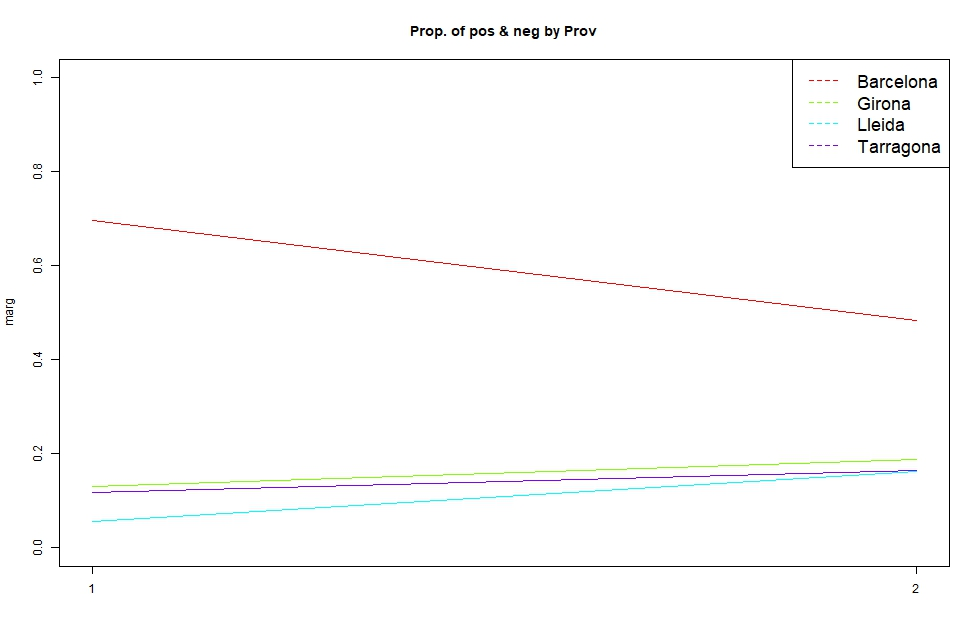 Prop. of pos & neg by Prov
Barcelona
Girona
Lleida
Tarragona
marg
1.0
0.8
0.6
0.4
0.2
0.0
1
2